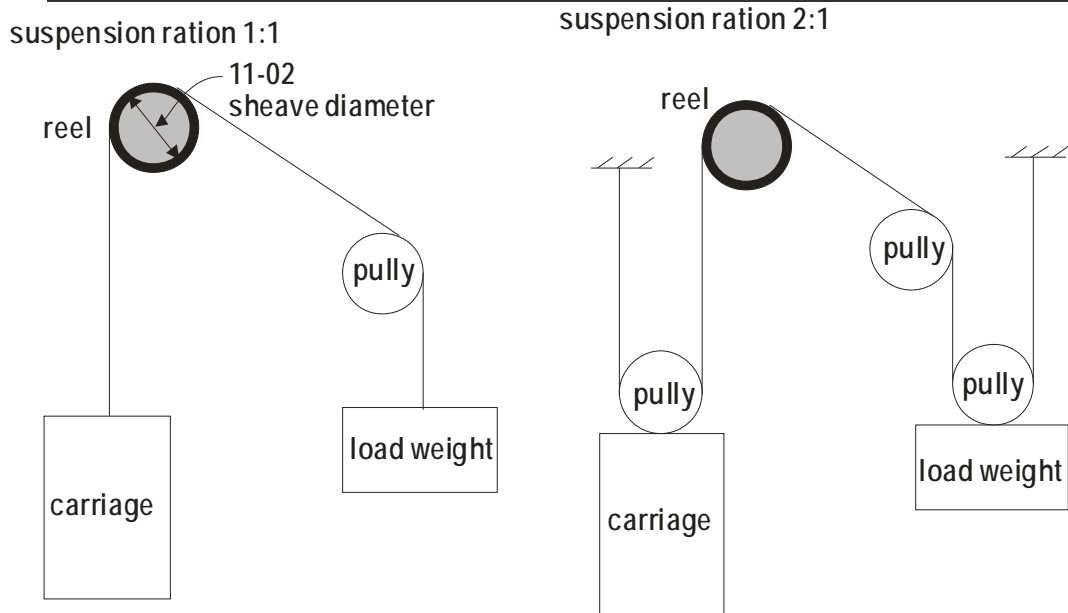 suspension ration 1:1
11-02
sheave diameter
reel
pully
load weight
carriage
suspension ration 2:1
reel
pully
pully
pully
load weight
carriage